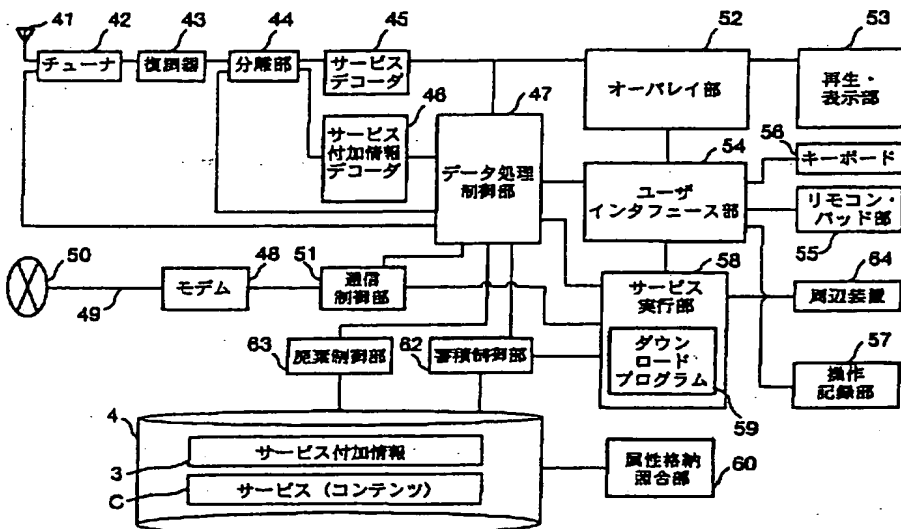 41
42
43
44
45
52
53
チューナ
復調器
分離部
サービス
デコーダ
オーバレイ部
再生・
表示部
46
47
サービス
付加情報
デコーダ
データ処理
制御部
54
56
キーボード
ユーザ
インタフェース部
リモコン・
パッド部
55
50
49
48
モデム
51
通信
制御部
58
サービス
実行部
64
周辺装置
63
廃棄制御部
62
蓄積制御部
ダウン
ロード
プログラム
59
57
操作
記録部
4
3
サービス付加情報
C
サービス（コンテンツ）
属性格納
照合部
60